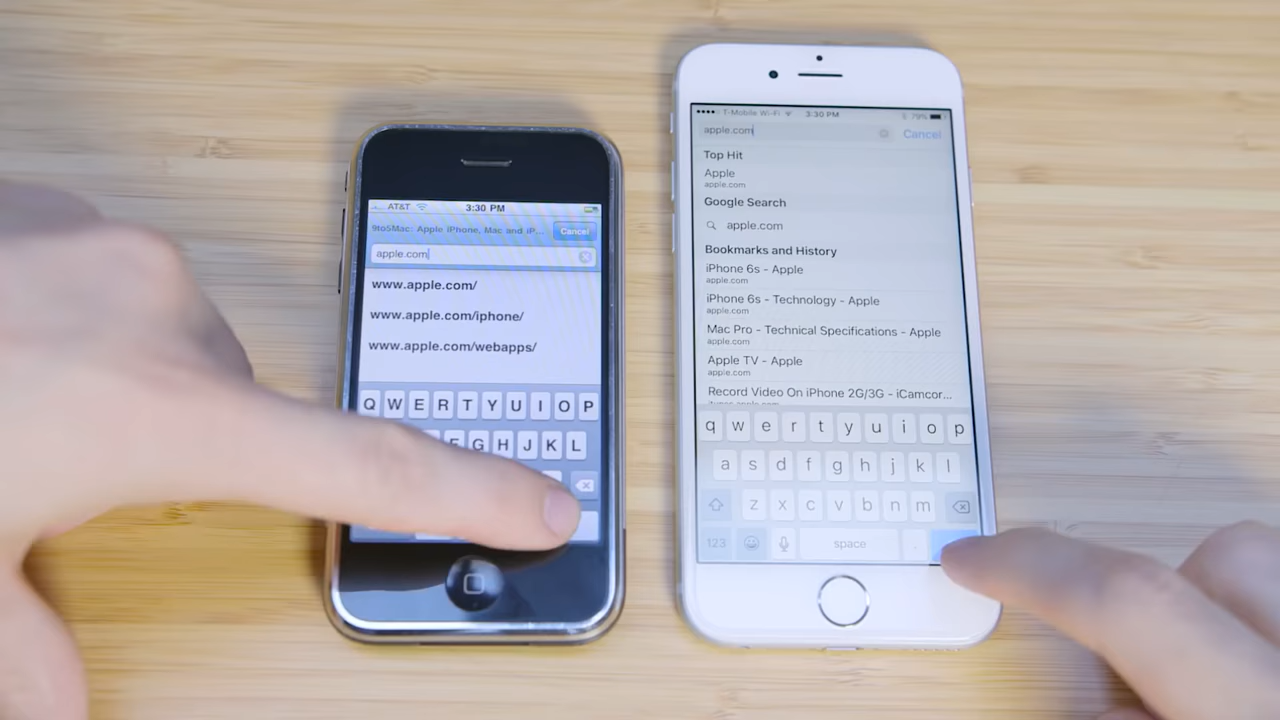 AT&T 3:30 PM
9to5Mac: Apple iPhone, Mac and iP... Cancel
apple.com
www.apple.com/
www.apple.com/iphone/
www.apple.com/webapps/
Q W E R T Y U I O P
F G H J K L
T-Mobile Wi-Fi 3:30 PM 79%
apple.com Cancel
Top Hit
Apple
apple.com
Google Search
apple.com
Bookmarks and History
iPhone 6s - Apple
apple.com
iPhone 6s - Technology - Apple
apple.com
Mac Pro - Technical Specifications - Apple
apple.com
Apple TV - Apple
apple.com
Record Video On iPhone 2G/3G - iCamcor...
q w e r t y u i o p
a s d f g h j k l
z x c v b n m
123 space .